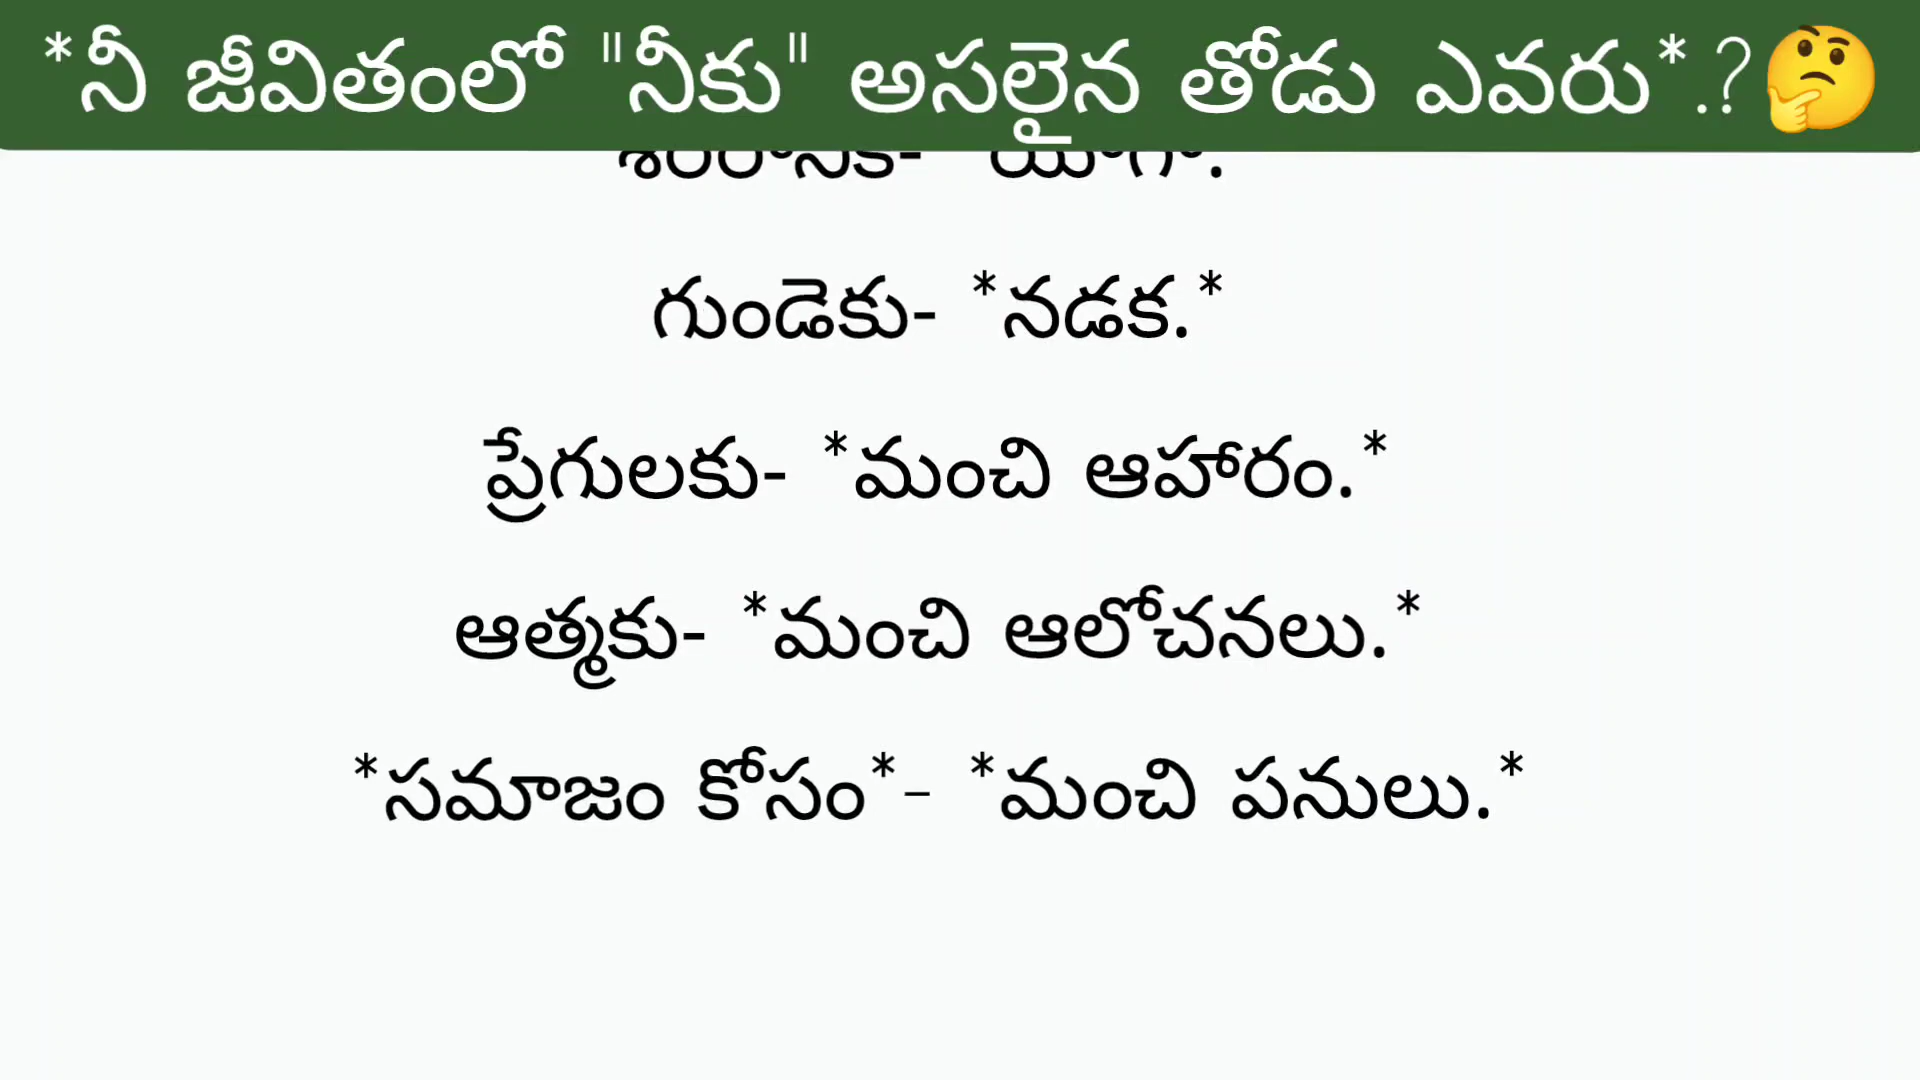 *నీ జీవితంలో "నీకు" అసలైన తోడు ఎవరు*.?🤔
గుండెకు- *నడక.*
ప్రేగులకు- *మంచి ఆహారం.*
ఆత్మకు- *మంచి ఆలోచనలు.*
*సమాజం కోసం*- *మంచి పనులు.*